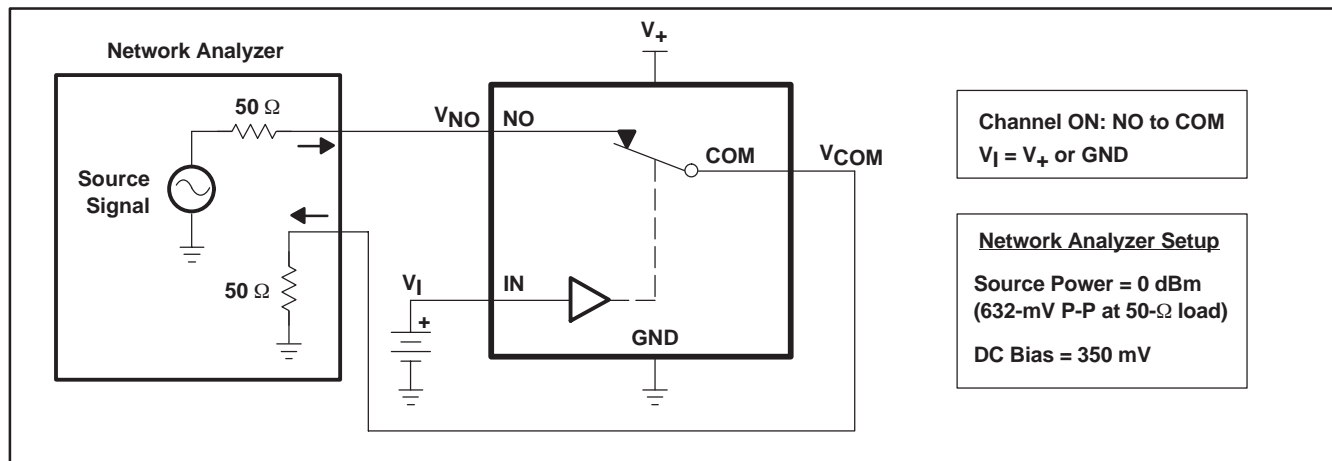 Network Analyzer
50 Ω
Source
Signal
50 Ω
V+
VNO
NO
COM
VCOM
VI
IN
+
GND
Channel ON: NO to COM
VI = V+ or GND
Network Analyzer Setup
Source Power = 0 dBm
(632-mV P-P at 50-Ω load)
DC Bias = 350 mV